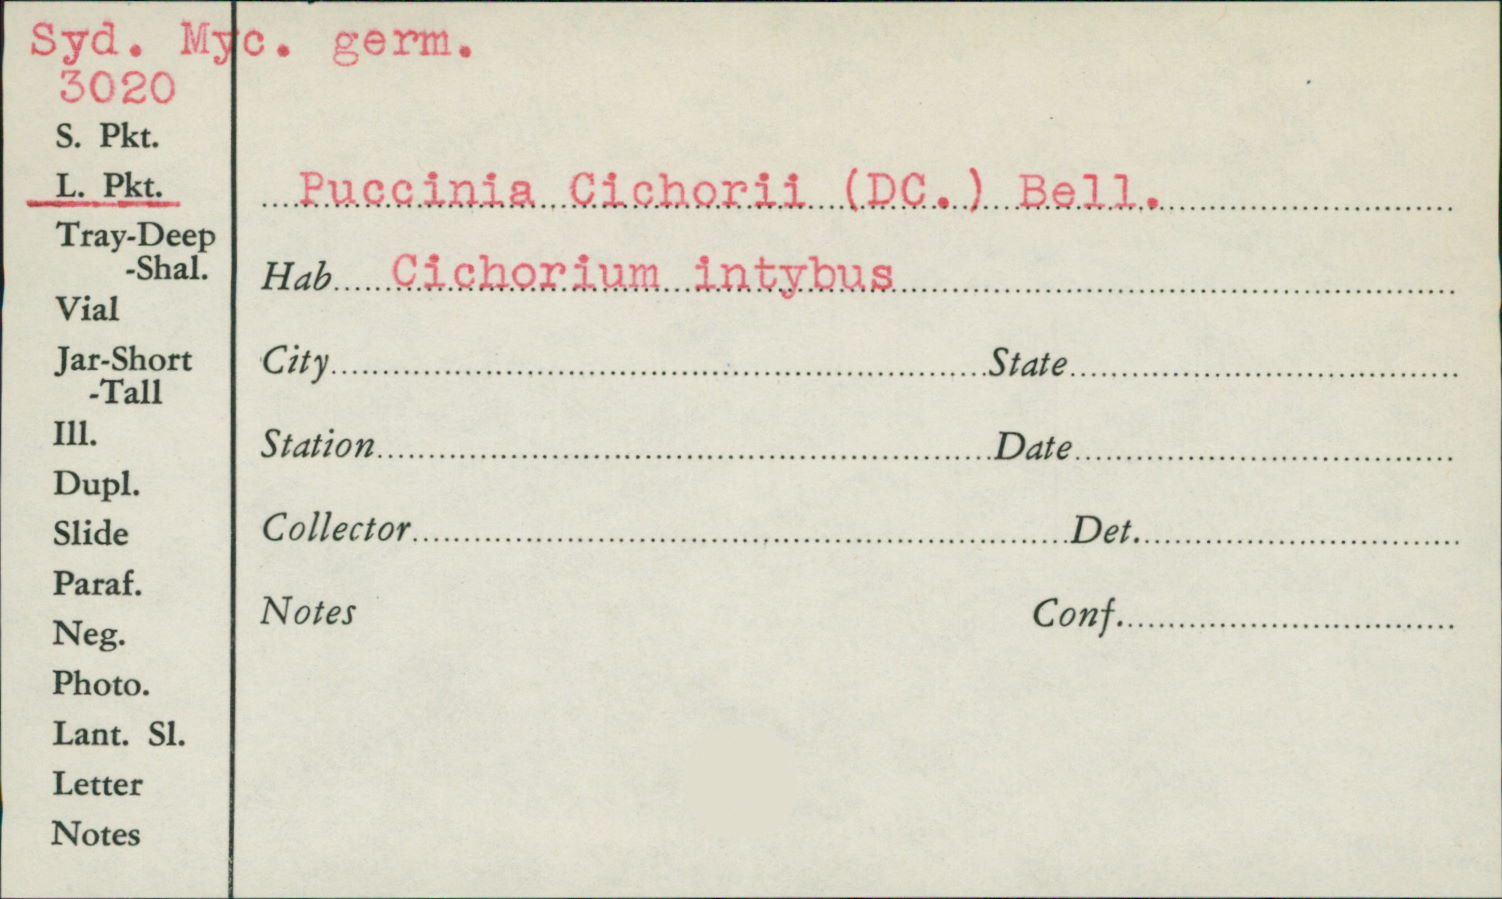 Syd. Myc. germ.
3020
S. Pkt.
L. Pkt.
Tray-Deep
-Shal.
Vial
Jar-Short
-Tall
Ill.
Dupl.
Slide
Paraf.
Neg.
Photo.
Lant. Sl.
Letter
Notes
Puccinia Cichorii (DC.) Bell.
Hab Cichorium intybus
City State
Station Date
Collector Det.
Notes Conf.